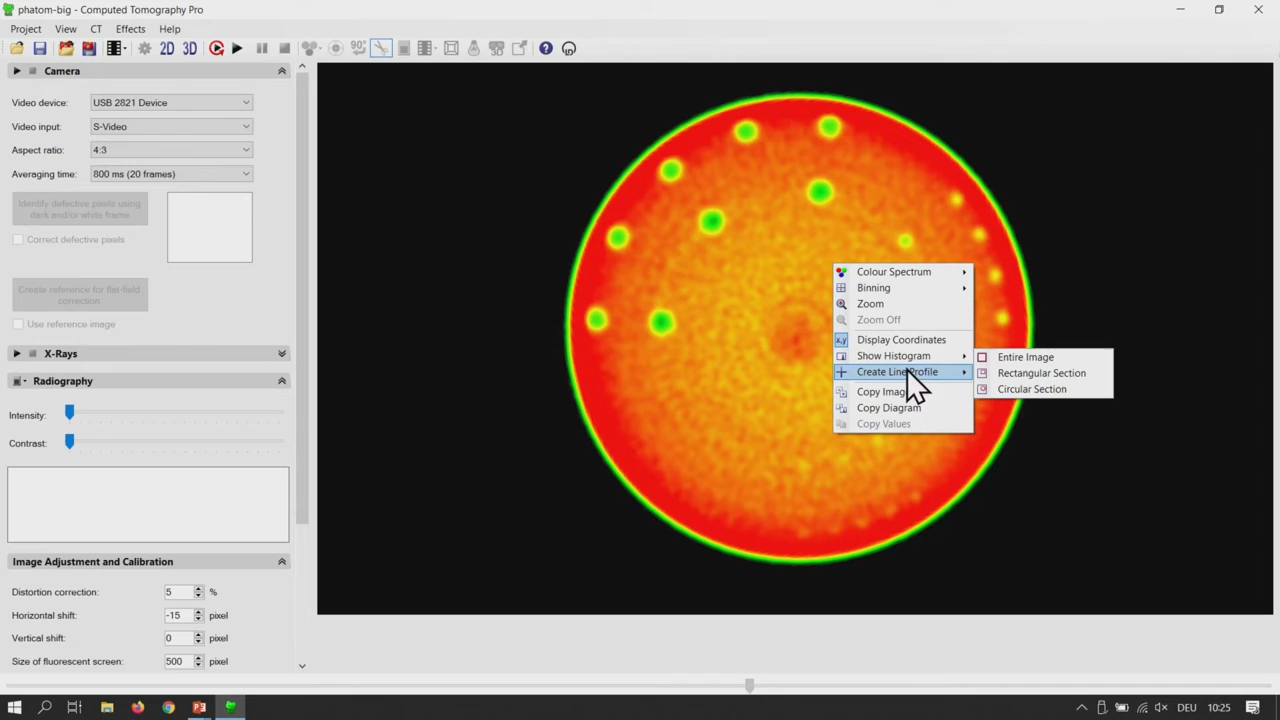 phatom-big - Computed Tomography Pro
Project View CT Effects Help
2D 3D 90° 3D
Camera
Video device: USB 2821 Device
Video input: S-Video
Aspect ratio: 4:3
Averaging time: 800 ms (20 frames)
Identify defective pixels using
dark and/or white frame
Correct defective pixels
Create reference for flat-field
correction
Use reference image
X-Rays
Radiography
Intensity:
Contrast:
Image Adjustment and Calibration
Distortion correction: 5 %
Horizontal shift: -15 pixel
Vertical shift: 0 pixel
Size of fluorescent screen: 500 pixel
Colour Spectrum
Binning
Zoom
Zoom Off
x,y Display Coordinates
Show Histogram
Create Line Profile
Copy Image
Copy Diagram
Copy Values
Entire Image
Rectangular Section
Circular Section
DEU 10:25